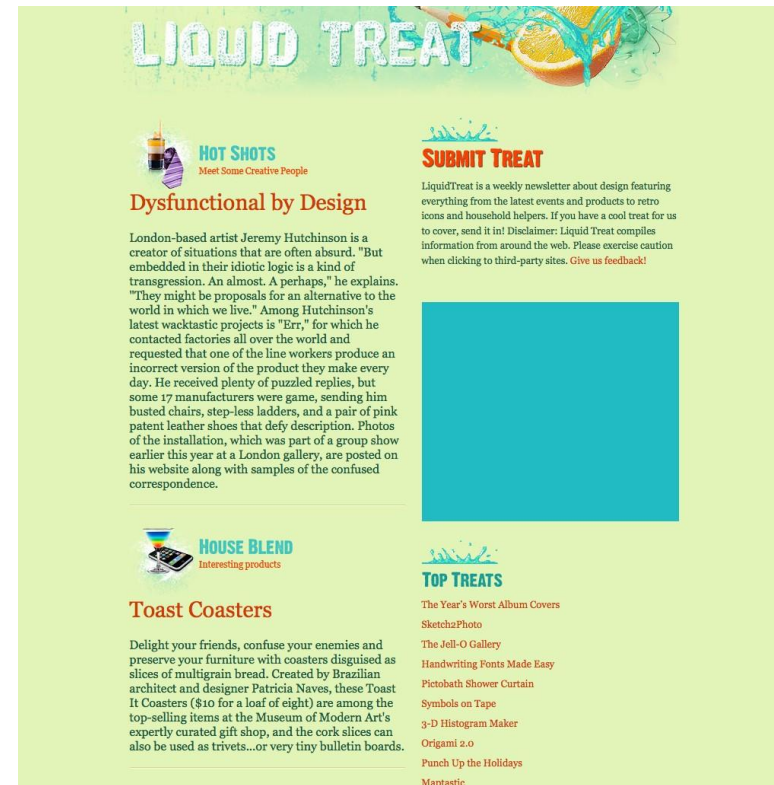 LIQUID TREAT
HOT SHOTS
Meet Some Creative People
Dysfunctional by Design
London-based artist Jeremy Hutchinson is a
creator of situations that are often absurd. "But
embedded in their idiotic logic is a kind of
transgression. An almost. A perhaps," he explains.
"They might be proposals for an alternative to the
world in which we live." Among Hutchinson's
latest wacktastic projects is "Err," for which he
contacted factories all over the world and
requested that one of the line workers produce an
incorrect version of the product they make every
day. He received plenty of puzzled replies, but
some 17 manufacturers were game, sending him
busted chairs, step-less ladders, and a pair of pink
patent leather shoes that defy description. Photos
of the installation, which was part of a group show
earlier this year at a London gallery, are posted on
his website along with samples of the confused
correspondence.
HOUSE BLEND
Interesting products
Toast Coasters
Delight your friends, confuse your enemies and
preserve your furniture with coasters disguised as
slices of multigrain bread. Created by Brazilian
architect and designer Patricia Naves, these Toast
It Coasters ($10 for a loaf of eight) are among the
top-selling items at the Museum of Modern Art's
expertly curated gift shop, and the cork slices can
also be used as trivets...or very tiny bulletin boards.
SUBMIT TREAT
LiquidTreat is a weekly newsletter about design featuring
everything from the latest events and products to retro
icons and household helpers. If you have a cool treat for us
to cover, send it in! Disclaimer: Liquid Treat compiles
information from around the web. Please exercise caution
when clicking to third-party sites. Give us feedback!
TOP TREATS
The Year's Worst Album Covers
Sketch2Photo
The Jell-O Gallery
Handwriting Fonts Made Easy
Pictobath Shower Curtain
Symbols on Tape
3-D Histogram Maker
Origami 2.0
Punch Up the Holidays
Maptastic